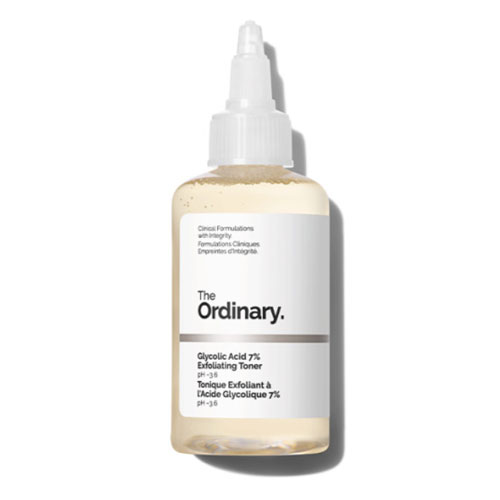 Clinical Formulations
with Integrity.
Formulations Cliniques
Empreintes d'Intégrité.
The
Ordinary.
Glycolic Acid 7%
Exfoliating Toner
pH ~3.6
Tonique Exfoliant à
l'Acide Glycolique 7%
pH ~3.6